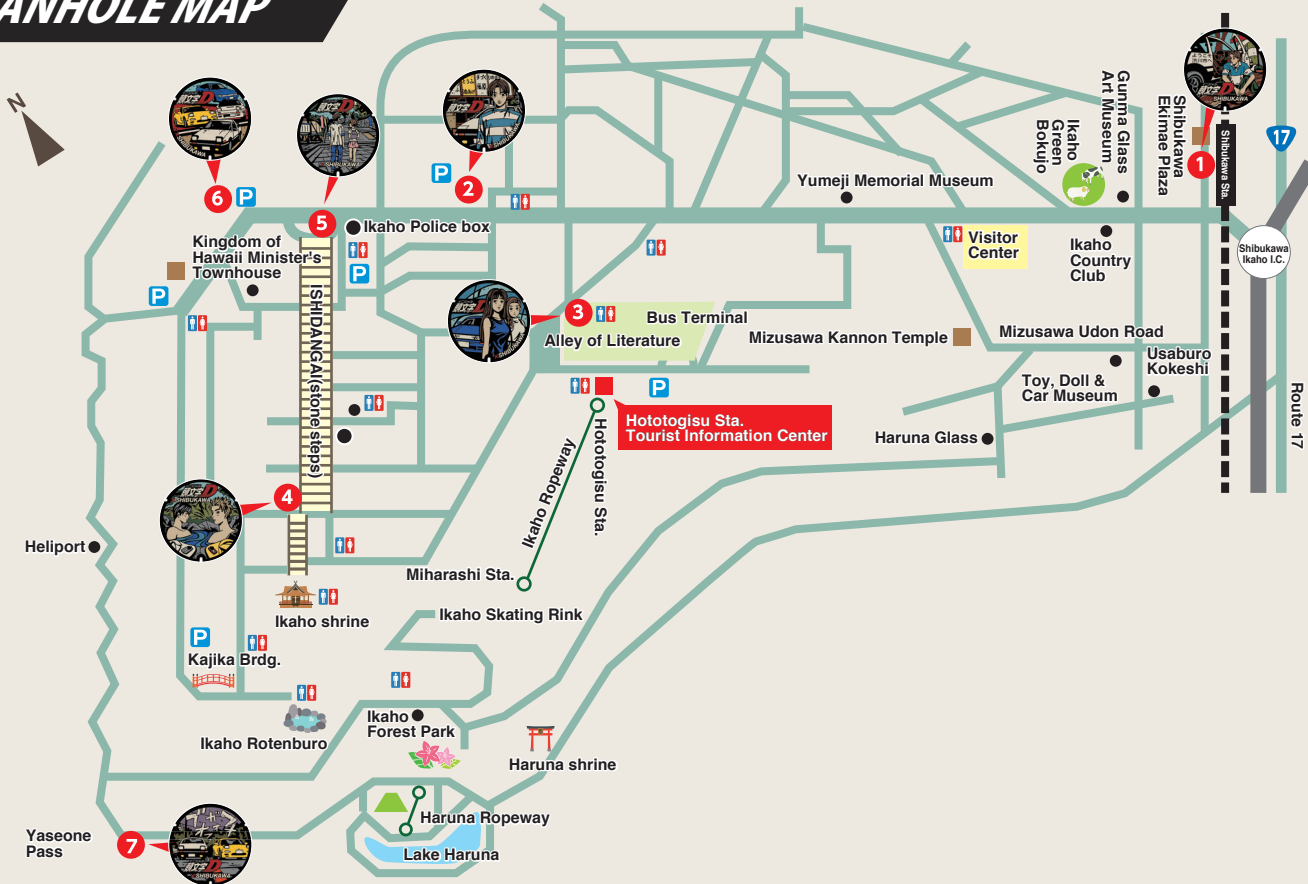 ANHOLE MAP
N
Gunma Glass
Art Museum
Shibukawa
Ekimae Plaza
Ikaho
Green
Bokujo
Shibukawa Sta.
1
17
Yumeji Memorial Museum
P
2
6
P
5
Ikaho Police box
Visitor
Center
Ikaho
Country
Club
Shibukawa
Ikaho I.C.
Kingdom of
Hawaii Minister's
Townhouse
P
P
ISHIDANGAI(stone steps)
3
Bus Terminal
Alley of Literature
Mizusawa Kannon Temple
Mizusawa Udon Road
Usaburo
Kokeshi
Toy, Doll &
Car Museum
Route 17
P
Hototogisu Sta.
Tourist Information Center
Haruna Glass
Ikaho Ropeway
Hototogisu Sta.
4
Heliport
Miharashi Sta.
Ikaho shrine
Ikaho Skating Rink
P
Kajika Brdg.
Ikaho Rotenburo
Ikaho
Forest Park
Haruna shrine
Haruna Ropeway
Lake Haruna
Yaseone
Pass
7
頭文字D
SHIBUKAWA